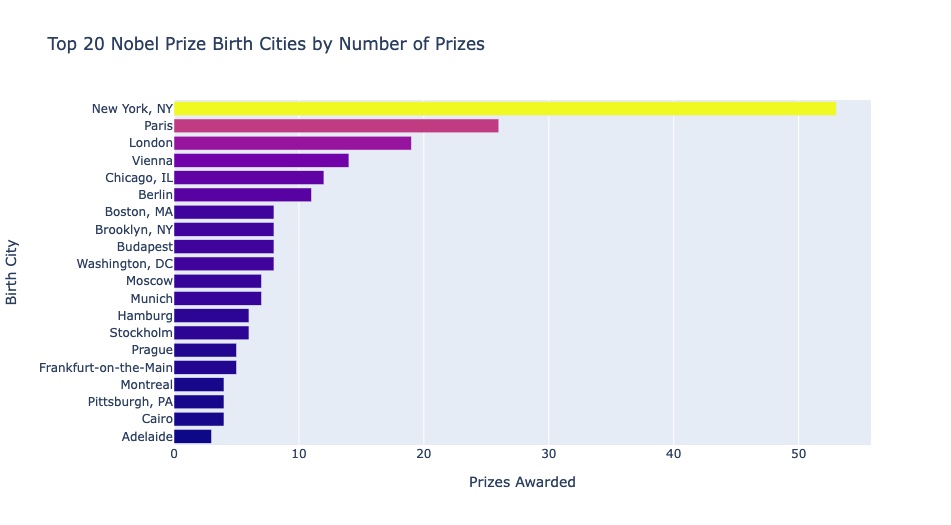 Top 20 Nobel Prize Birth Cities by Number of Prizes
New York, NY
Paris
London
Vienna
Chicago, IL
Berlin
Boston, MA
Brooklyn, NY
Budapest
Washington, DC
Moscow
Munich
Hamburg
Stockholm
Prague
Frankfurt-on-the-Main
Montreal
Pittsburgh, PA
Cairo
Adelaide
Birth City
0 10 20 30 40 50
Prizes Awarded